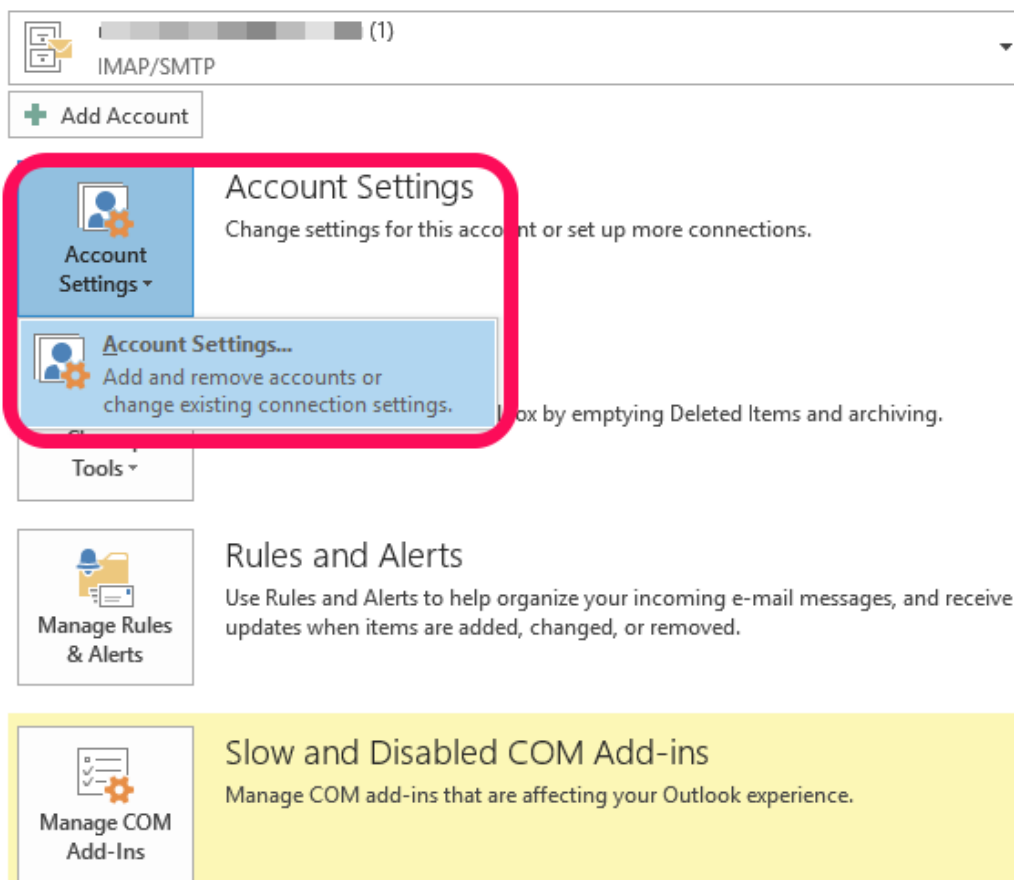 (1)
IMAP/SMTP
Add Account
Account Settings
Change settings for this account or set up more connections.
Account
Settings
Account Settings...
Add and remove accounts or
change existing connection settings.
by emptying Deleted Items and archiving.
Tools
Rules and Alerts
Use Rules and Alerts to help organize your incoming e-mail messages, and receive
updates when items are added, changed, or removed.
Manage Rules
& Alerts
Slow and Disabled COM Add-ins
Manage COM add-ins that are affecting your Outlook experience.
Manage COM
Add-Ins